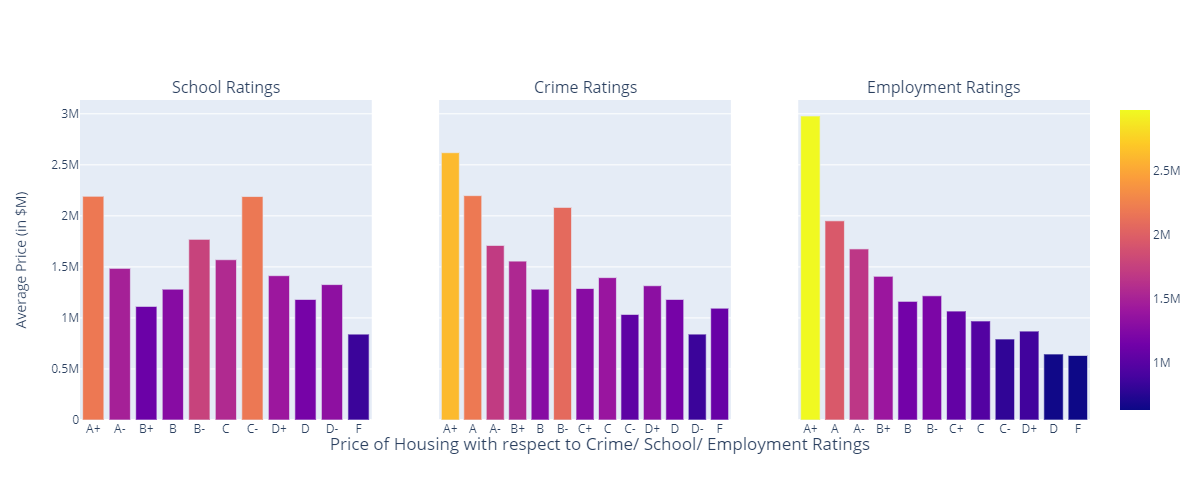 School Ratings
Crime Ratings
Employment Ratings
Average Price (in $M)
3M
2.5M
2M
1.5M
1M
0.5M
0
A+ A- B+ B B- C C- D+ D D- F
A+ A A- B+ B B- C+ C C- D+ D D- F
A+ A A- B+ B B- C+ C C- D+ D F
2.5M
2M
1.5M
1M
Price of Housing with respect to Crime/ School/ Employment Ratings